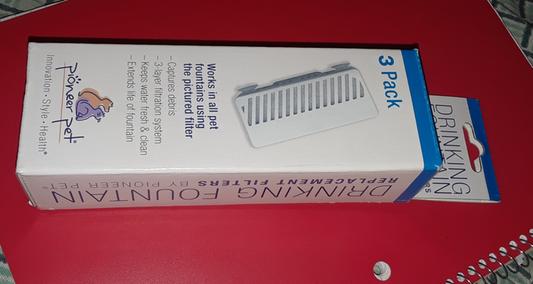 3 Pack
Works in all pet
fountains using
the pictured filter
– Captures debris
– 3-layer filtration system
– Keeps water fresh & clean
– Extends life of fountain
pioneer pet®
Innovation • Style • Health®
DRINKING FOUNTAIN
REPLACEMENT FILTERS BY PIONEER PET™
DRINKING